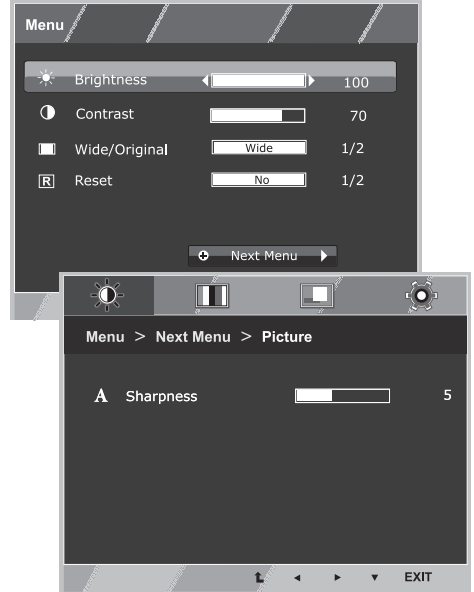 Menu
Brightness 100
Contrast 70
Wide/Original Wide 1/2
R Reset No 1/2
Next Menu
Menu > Next Menu > Picture
A Sharpness 5
EXIT